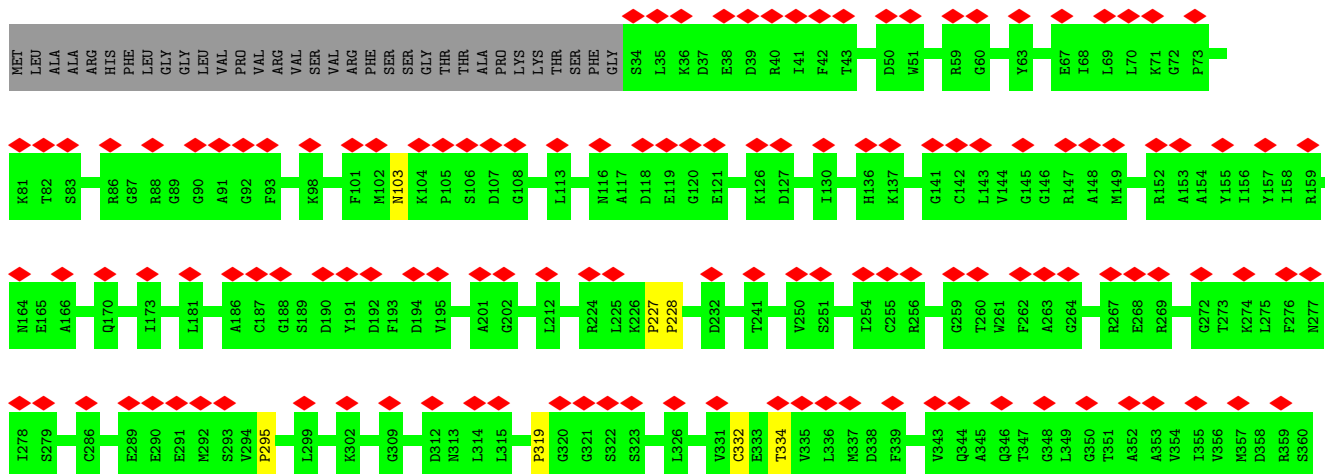 MET LEU ALA ALA ARG HIS PHE LEU GLY GLY LEU VAL PRO VAL ARG VAL SER VAL ARG PHE SER SER GLY THR THR ALA PRO LYS LYS THR SER PHE GLY S34 L35 K36 D37 E38 D39 R40 I41 F42 T43 D50 W51 R59 G60 Y63 E67 I68 L69 L70 K71 G72 P73
K81 T82 S83 R86 G87 R88 G89 G90 A91 G92 F93 K98 F101 M102 N103 K104 P105 S106 D107 G108 L113 N116 A117 D118 E119 G120 E121 K126 D127 I130 H136 K137 G141 C142 L143 V144 G145 G146 R147 A148 M149 R152 A153 A154 Y155 I156 Y157 I158 R159
N164 E165 A166 Q170 I173 L181 A186 C187 G188 S189 D190 Y191 D192 F193 D194 V195 A201 G202 L212 R224 L225 K226 P227 P228 D232 T241 V250 S251 I254 C255 R256 G259 T260 W261 F262 A263 G264 R267 E268 R269 G272 T273 K274 L275 F276 N277
I278 S279 C286 E289 E290 E291 M292 S293 V294 P295 L299 K302 G309 D312 N313 L314 L315 P319 G320 G321 S322 S323 L326 V331 C332 E333 T334 V335 L336 M337 D338 F339 V343 Q344 A345 Q346 T347 G348 L349 G350 T351 A352 A353 V354 I355 V356 M357 D358 R359 S360